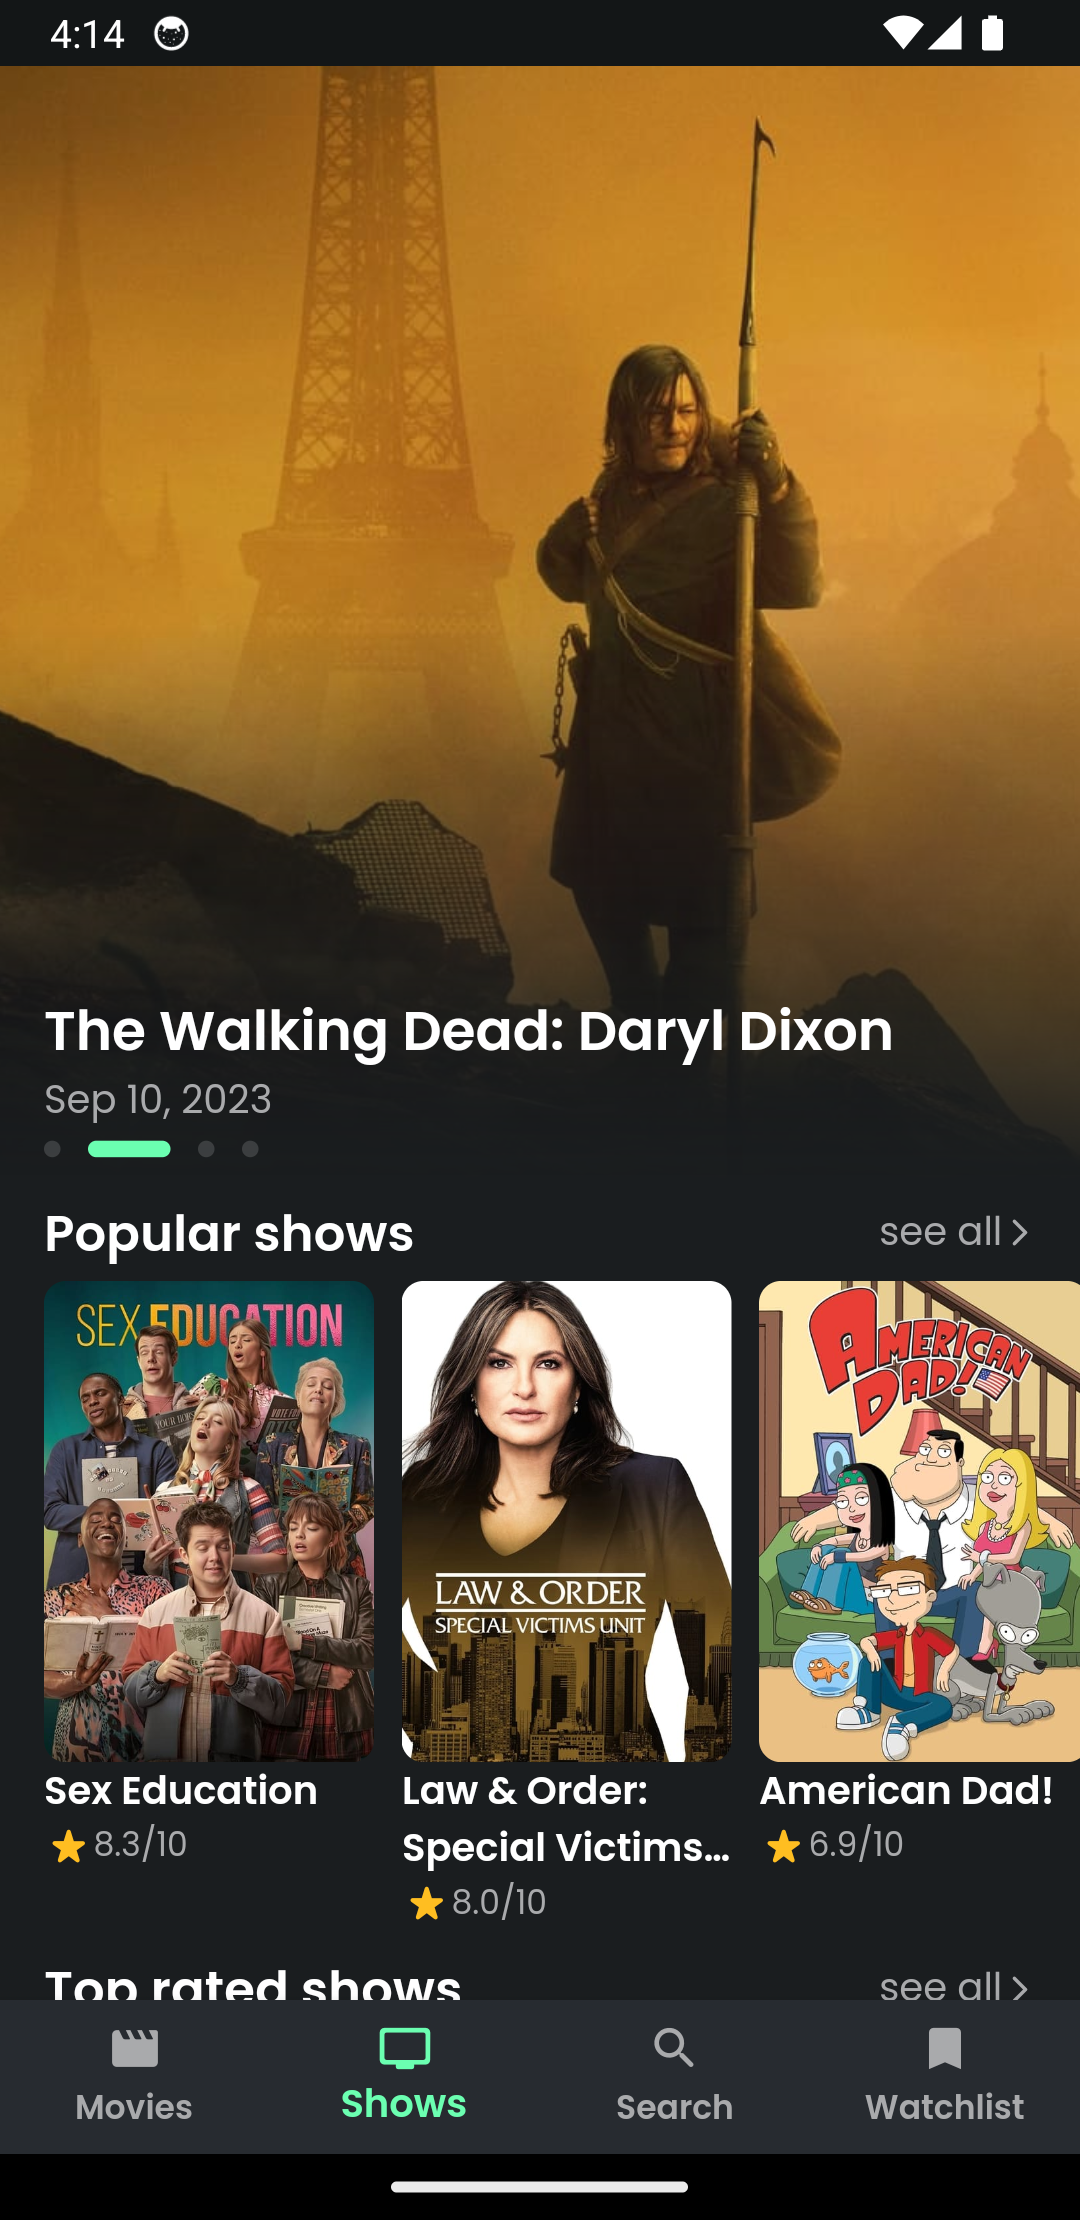 4:14
The Walking Dead: Daryl Dixon
Sep 10, 2023
Popular shows
see all
SEX EDUCATION
LAW & ORDER
SPECIAL VICTIMS UNIT
AMERICAN
DAD!
Sex Education
8.3/10
Law & Order:
Special Victims...
8.0/10
American Dad!
6.9/10
Top rated shows
see all
Movies
Shows
Search
Watchlist